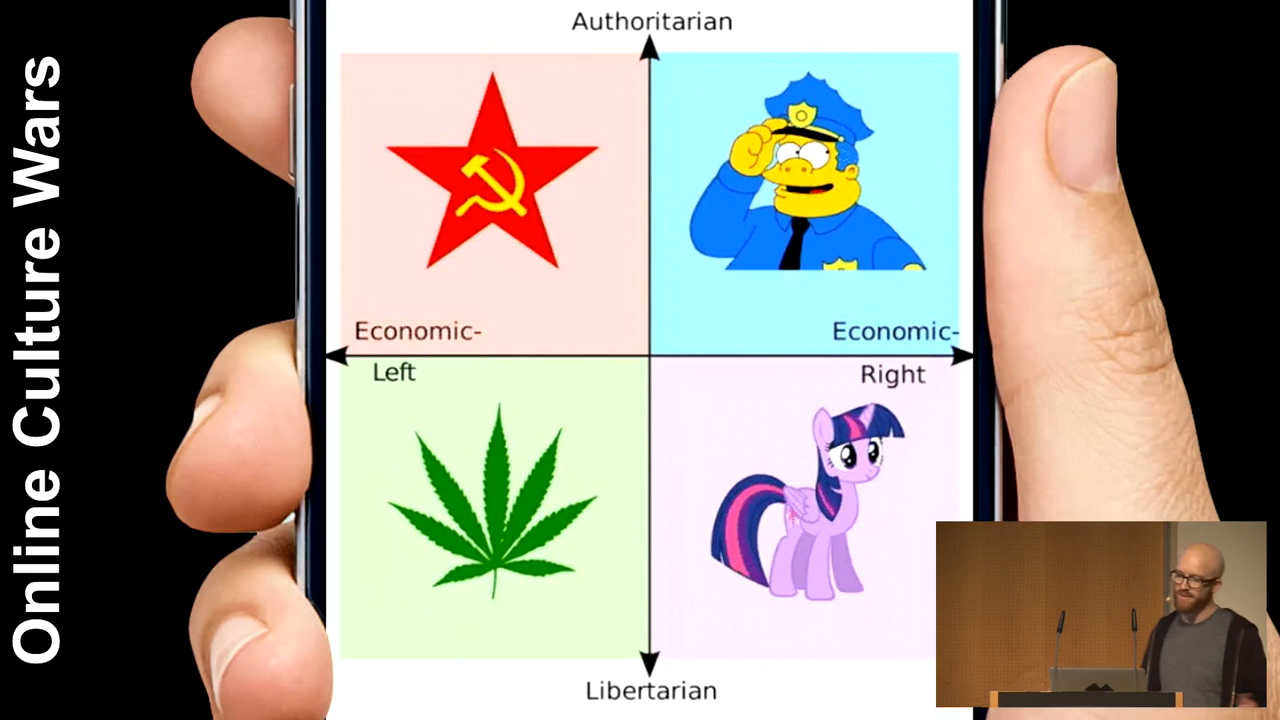 Online Culture Wars
Authoritarian
Economic-
Left
Economic-
Right
Libertarian